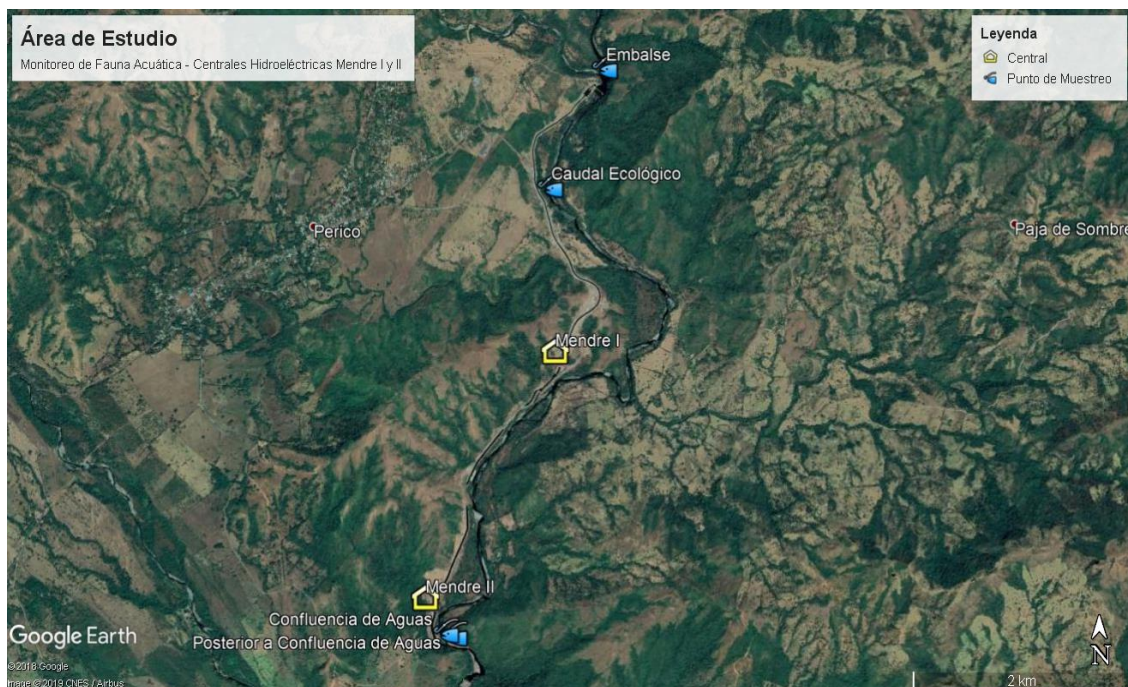 Área de Estudio
Monitoreo de Fauna Acuática - Centrales Hidroeléctricas Mendre I y II
Leyenda
Central
Punto de Muestreo
Embalse
Caudal Ecológico
Perico
Paja de Sombre
Mendre I
Mendre II
Confluencia de Aguas
Posterior a Confluencia de Aguas
Google Earth
©2018 Google
Image © 2019 CNES / Airbus
N
2 km